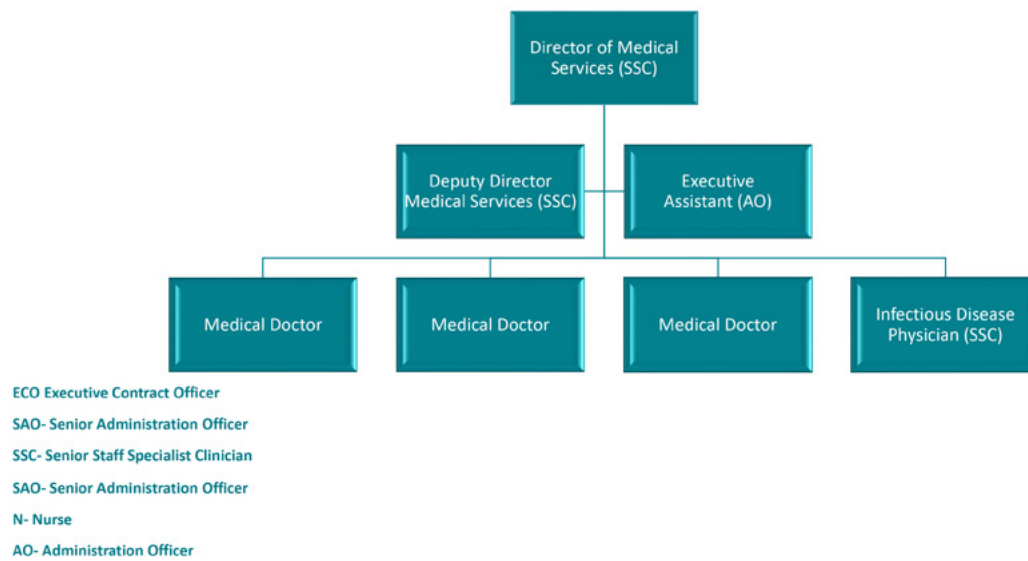 Director of Medical
Services (SSC)
Deputy Director
Medical Services (SSC)
Executive
Assistant (AO)
Medical Doctor
Medical Doctor
Medical Doctor
Infectious Disease
Physician (SSC)
ECO Executive Contract Officer
SAO- Senior Administration Officer
SSC- Senior Staff Specialist Clinician
SAO- Senior Administration Officer
N- Nurse
AO- Administration Officer